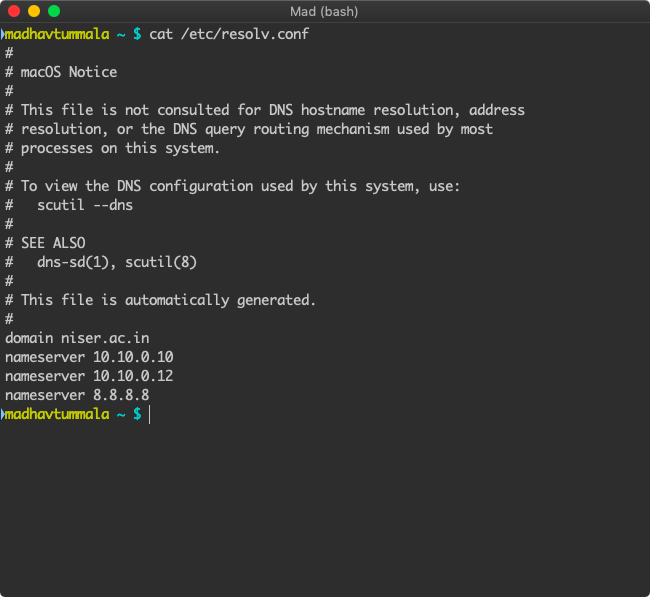 Mad (bash)
madhavtummala ~ $ cat /etc/resolv.conf
#
# macOS Notice
#
# This file is not consulted for DNS hostname resolution, address
# resolution, or the DNS query routing mechanism used by most
# processes on this system.
#
# To view the DNS configuration used by this system, use:
#   scutil --dns
#
# SEE ALSO
#   dns-sd(1), scutil(8)
#
# This file is automatically generated.
#
domain niser.ac.in
nameserver 10.10.0.10
nameserver 10.10.0.12
nameserver 8.8.8.8
madhavtummala ~ $